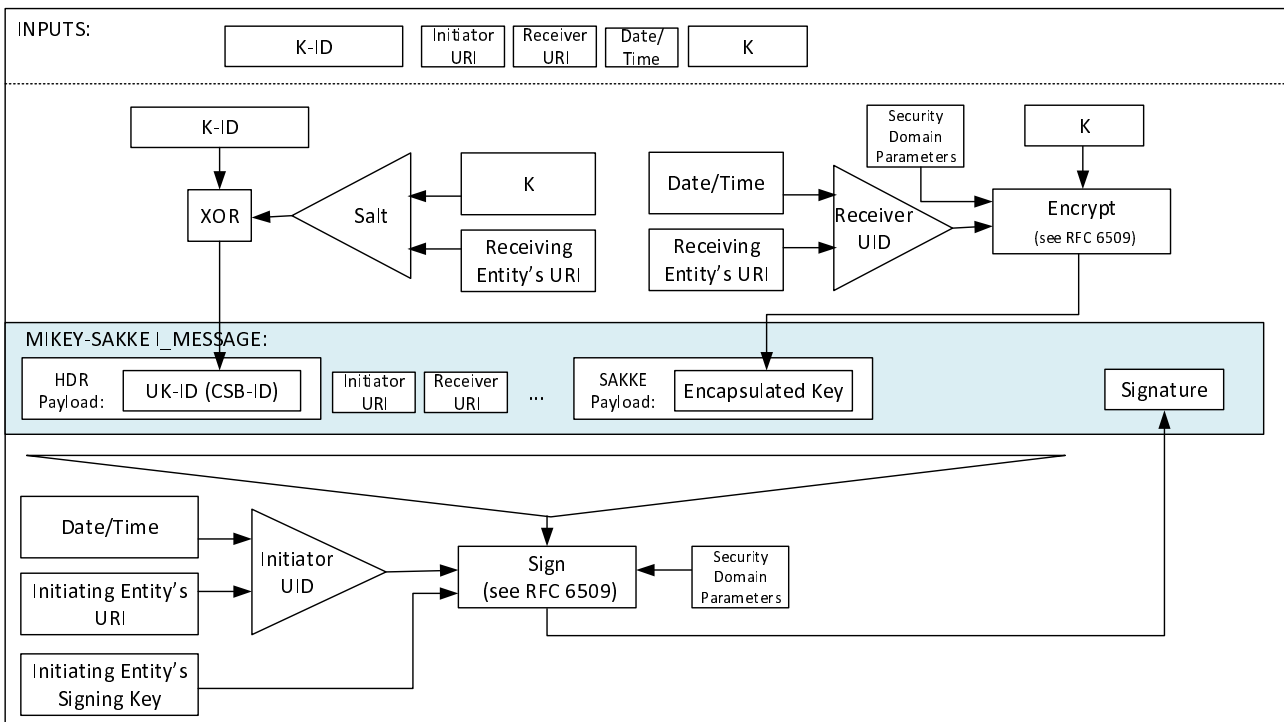 INPUTS:
K-ID
Initiator
URI
Receiver
URI
Date/
Time
K
K-ID
XOR
Salt
K
Receiving
Entity's URI
Date/Time
Receiving
Entity's URI
Receiver
UID
Security
Domain
Parameters
K
Encrypt
(see RFC 6509)
MIKEY-SAKKE I_MESSAGE:
HDR
Payload:
UK-ID (CSB-ID)
Initiator
URI
Receiver
URI
...
SAKKE
Payload:
Encapsulated Key
Signature
Date/Time
Initiating Entity's
URI
Initiator
UID
Sign
(see RFC 6509)
Security
Domain
Parameters
Initiating Entity's
Signing Key